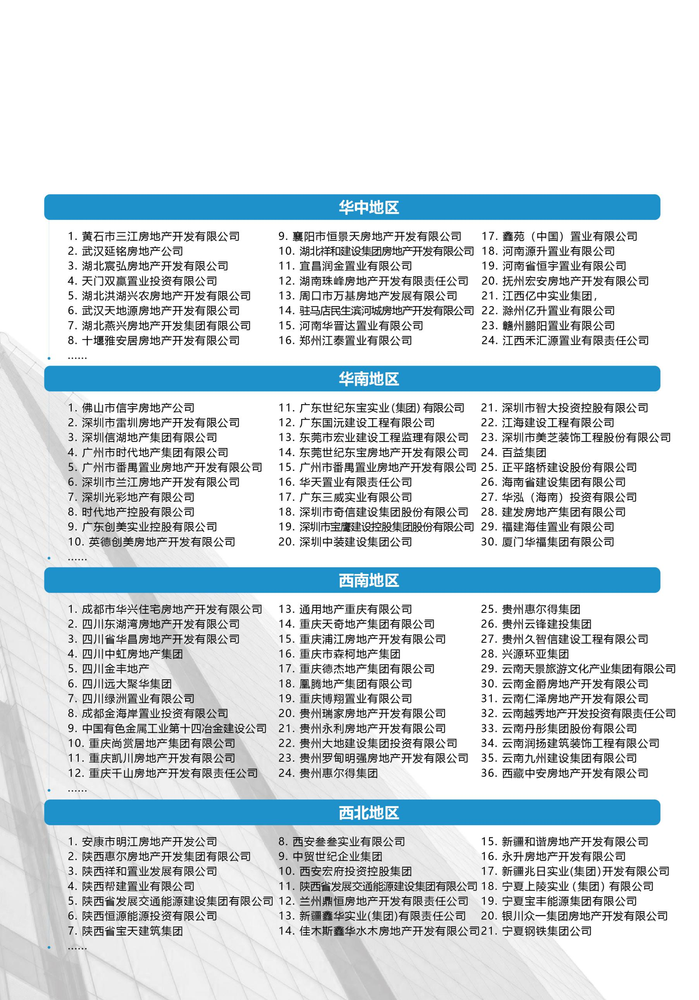 华中地区
1. 黄石市三江房地产开发有限公司
2. 武汉延铭房地产公司
3. 湖北宸弘房地产开发有限公司
4. 天门双赢置业投资有限公司
5. 湖北洪湖兴农房地产开发有限公司
6. 武汉天地源房地产开发有限公司
7. 湖北燕兴房地产开发集团有限公司
8. 十堰雅安居房地产开发有限公司
......
9. 襄阳市恒景天房地产开发有限公司
10. 湖北祥和建设集团房地产开发有限公司
11. 宜昌润金置业有限公司
12. 湖南珠峰房地产开发有限责任公司
13. 周口市万基房地产发展有限公司
14. 驻马店民生滨河城房地产开发有限公司
15. 河南华晋达置业有限公司
16. 郑州江泰置业有限公司
17. 鑫苑（中国）置业有限公司
18. 河南源升置业有限公司
19. 河南省恒宇置业有限公司
20. 抚州宏安房地产开发有限公司
21. 江西亿中实业集团,
22. 滁州亿升置业有限公司
23. 赣州鹏阳置业有限公司
24. 江西禾汇源置业有限责任公司
华南地区
1. 佛山市信宇房地产公司
2. 深圳市雷圳房地产开发有限公司
3. 深圳信湖地产集团有限公司
4. 广州市时代地产集团有限公司
5. 广州市番禺置业房地产开发有限公司
6. 深圳市兰江房地产开发有限公司
7. 深圳光彩地产有限公司
8. 时代地产控股有限公司
9. 广东创美实业控股有限公司
10. 英德创美房地产开发有限公司
......
11. 广东世纪东宝实业(集团) 有限公司
12. 广东国沅建设工程有限公司
13. 东莞市宏业建设工程监理有限公司
14. 东莞世纪东宝房地产开发有限公司
15. 广州市番禺置业房地产开发有限公司
16. 华天置业有限责任公司
17. 广东三威实业有限公司
18. 深圳市奇信建设集团股份有限公司
19. 深圳市宝鹰建设控股集团股份有限公司
20. 深圳中装建设集团公司
21. 深圳市智大投资控股有限公司
22. 江海建设工程有限公司
23. 深圳市美芝装饰工程股份有限公司
24. 百益集团
25. 正平路桥建设股份有限公司
26. 海南省建设集团有限公司
27. 华泓（海南）投资有限公司
28. 建发房地产集团有限公司
29. 福建海佳置业有限公司
30. 厦门华福集团有限公司
西南地区
1. 成都市华兴住宅房地产开发有限公司
2. 四川东湖湾房地产开发有限公司
3. 四川省华昌房地产开发有限公司
4. 四川中虹房地产集团
5. 四川金丰地产
6. 四川远大聚华集团
7. 四川绿洲置业有限公司
8. 成都金海岸置业投资有限公司
9. 中国有色金属工业第十四冶金建设公司
10. 重庆尚赏居地产集团有限公司
11. 重庆凯川房地产开发有限公司
12. 重庆千山房地产开发有限责任公司
......
13. 通用地产重庆有限公司
14. 重庆天奇地产集团有限公司
15. 重庆浦江房地产开发有限公司
16. 重庆市森柯地产集团
17. 重庆德杰地产集团有限公司
18. 凰腾地产集团有限公司
19. 重庆博翔置业有限公司
20. 贵州瑞家房地产开发有限公司
21. 贵州永利房地产开发有限公司
22. 贵州大地建设集团投资有限公司
23. 贵州罗甸明强房地产开发有限公司
24. 贵州惠尔得集团
25. 贵州惠尔得集团
26. 贵州云锋建投集团
27. 贵州久智信建设工程有限公司
28. 兴源环亚集团
29. 云南天景旅游文化产业集团有限公司
30. 云南金爵房地产开发有限公司
31. 云南仁泽房地产开发有限公司
32. 云南越秀地产开发投资有限责任公司
33. 云南丹彤集团股份有限公司
34. 云南润扬建筑装饰工程有限公司
35. 云南九州建设集团有限公司
36. 西藏中安房地产开发有限公司
西北地区
1. 安康市明江房地产开发公司
2. 陕西惠尔房地产开发集团有限公司
3. 陕西祥和置业发展有限公司
4. 陕西帮建置业有限公司
5. 陕西省发展交通能源建设集团有限公司
6. 陕西恒源能源投资有限公司
7. 陕西省宝天建筑集团
......
8. 西安叁叁实业有限公司
9. 中贸世纪企业集团
10. 西安宏府投资控股集团
11. 陕西省发展交通能源建设集团有限公司
12. 兰州鼎恒房地产开发有限责任公司
13. 新疆鑫华实业(集团)有限责任公司
14. 佳木斯鑫华水木房地产开发有限公司
15. 新疆和谐房地产开发有限公司
16. 永升房地产开发有限公司
17. 新疆兆日实业(集团)开发有限公司
18. 宁夏上陵实业 (集团) 有限公司
19. 宁夏宝丰能源集团有限公司
20. 银川众一集团房地产开发有限公司
21. 宁夏钢铁集团公司